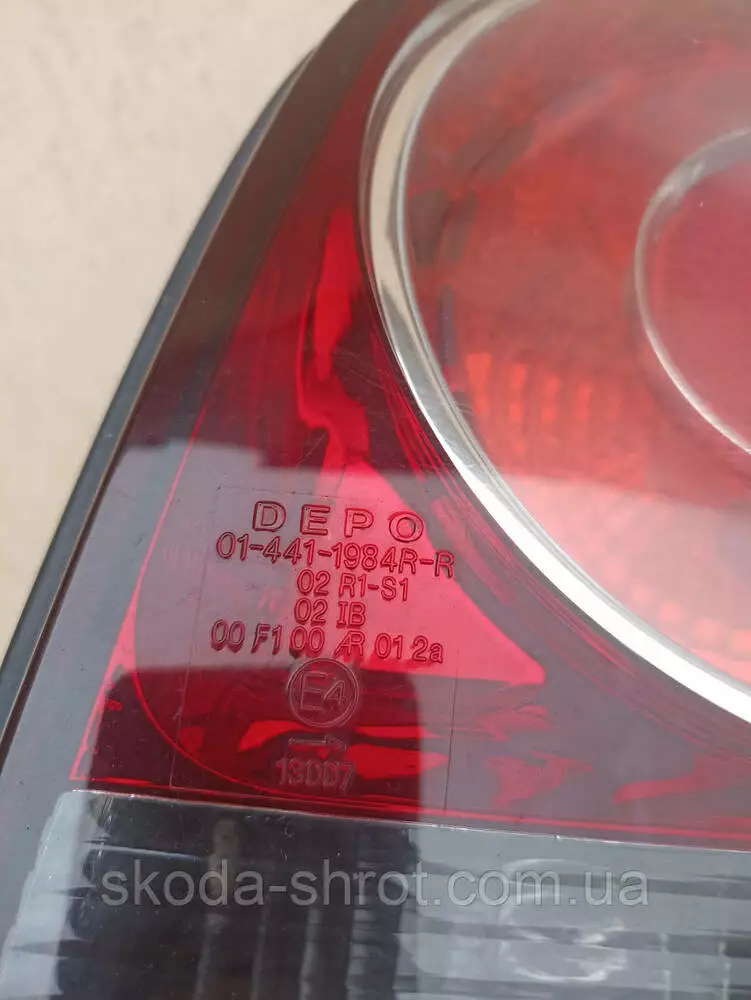 DEPO
01-441-1984R-R
02 R1-S1
02 IB
00 F1 00 AR 01 2a
E4
13007
skoda-shrot.com.ua